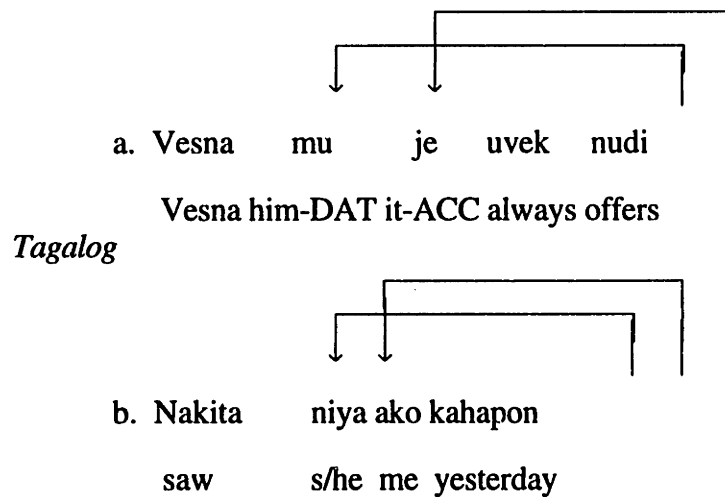 a. Vesna mu je uvek nudi
Vesna him-DAT it-ACC always offers
Tagalog
b. Nakita niya ako kahapon
saw s/he me yesterday